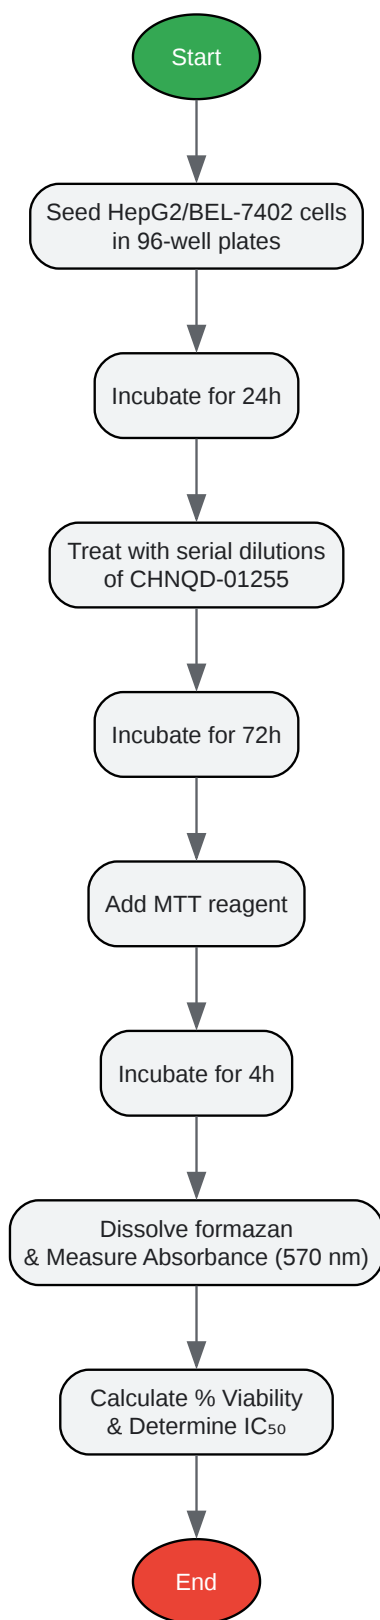 Start
Seed HepG2/BEL-7402 cells
in 96-well plates
Incubate for 24h
Treat with serial dilutions
of CHNQD-01255
Incubate for 72h
Add MTT reagent
Incubate for 4h
Dissolve formazan
& Measure Absorbance (570 nm)
Calculate % Viability
& Determine IC₅₀
End